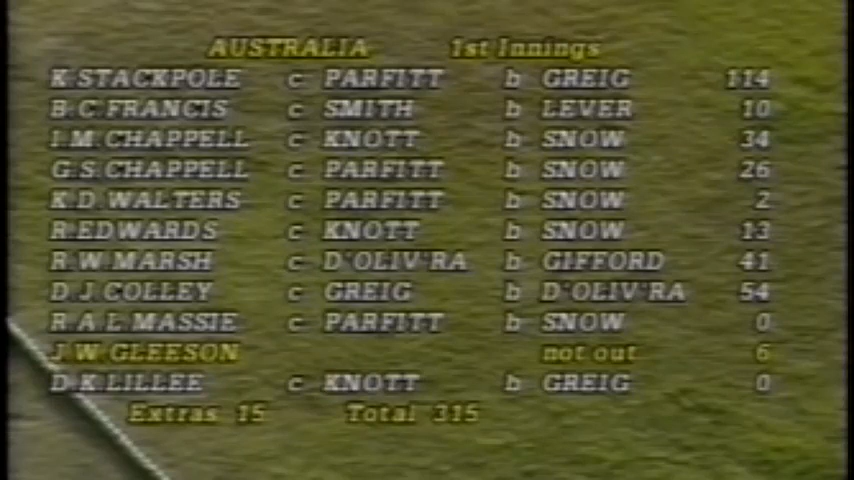 AUSTRALIA 1st Innings
K STACKPOLE c PARFITT b GREIG 114
B.C.FRANCIS c SMITH b LEVER 10
I.M.CHAPPELL c KNOTT b SNOW 34
G.S.CHAPPELL c PARFITT b SNOW 26
K.D.WALTERS c PARFITT b SNOW 2
R.EDWARDS c KNOTT b SNOW 13
R.W.MARSH c D'OLIV'RA b GIFFORD 41
D.J.COLLEY c GREIG b D'OLIV'RA 54
R.A.L.MASSIE c PARFITT b SNOW 0
J.W.GLEESON not out 6
D.K.LILLEE c KNOTT b GREIG 0
Extras 15 Total 315